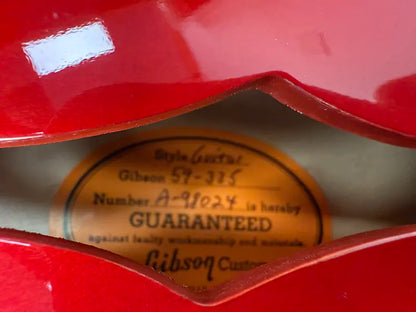 Style Guitar
Gibson 59-335
Number A-98024 is hereby
GUARANTEED
against faulty workmanship and materials.
Gibson Custom